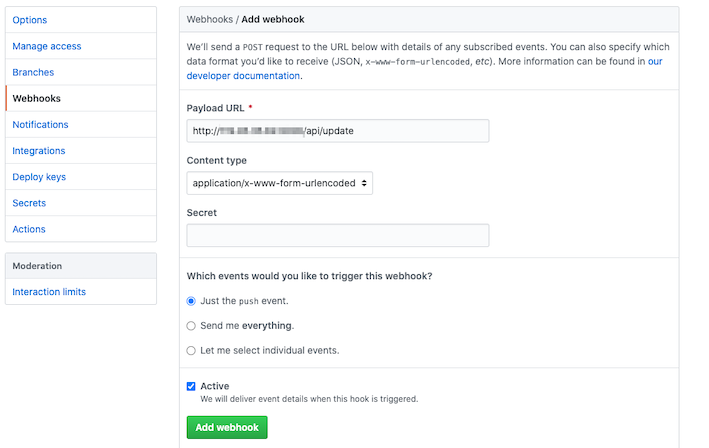 Options
Manage access
Branches
Webhooks
Notifications
Integrations
Deploy keys
Secrets
Actions
Moderation
Interaction limits
Webhooks / Add webhook
We'll send a POST request to the URL below with details of any subscribed events. You can also specify which
data format you'd like to receive (JSON, x-www-form-urlencoded, etc). More information can be found in our
developer documentation.
Payload URL *
http:// /api/update
Content type
application/x-www-form-urlencoded
Secret
Which events would you like to trigger this webhook?
Just the push event.
Send me everything.
Let me select individual events.
Active
We will deliver event details when this hook is triggered.
Add webhook